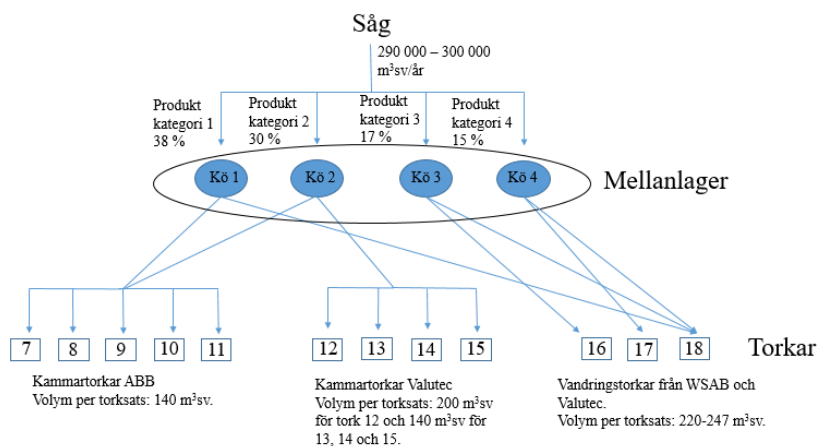 Såg
290 000 – 300 000
m³sv/år
Produkt
kategori 1
38 %
Produkt
kategori 2
30 %
Produkt
kategori 3
17 %
Produkt
kategori 4
15 %
Kö 1
Kö 2
Kö 3
Kö 4
Mellanlager
7
8
9
10
11
12
13
14
15
16
17
18
Torkar
Kammartorkar ABB
Volym per torksats: 140 m³sv.
Kammartorkar Valutec
Volym per torksats: 200 m³sv
för tork 12 och 140 m³sv för
13, 14 och 15.
Vandringstorkar från WSAB och
Valutec.
Volym per torksats: 220-247 m³sv.